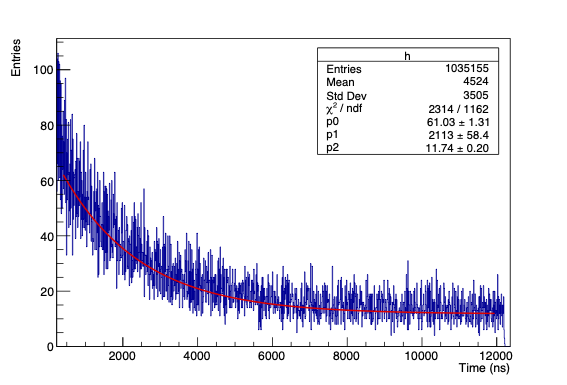 Entries
h
Entries 1035155
Mean 4524
Std Dev 3505
χ² / ndf 2314 / 1162
p0 61.03 ± 1.31
p1 2113 ± 58.4
p2 11.74 ± 0.20
100
80
60
40
20
0
2000 4000 6000 8000 10000 12000
Time (ns)